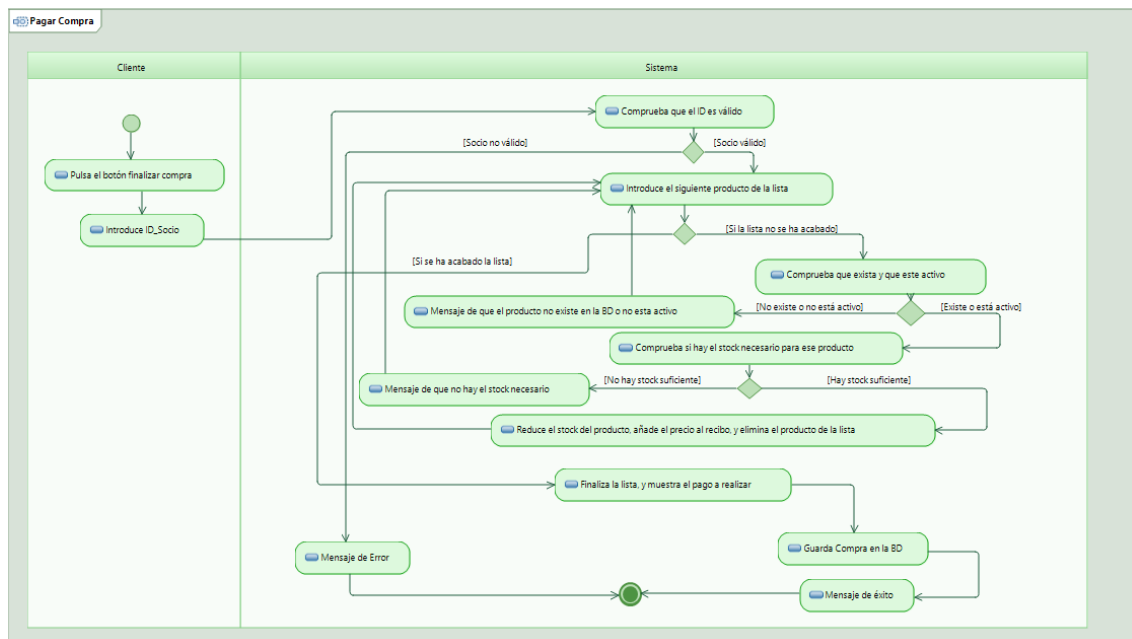 Pagar Compra
Cliente
Sistema
Comprueba que el ID es válido
[Socio no válido]
[Socio válido]
Pulsa el botón finalizar compra
Introduce el siguiente producto de la lista
Introduce ID_Socio
[Si la lista no se ha acabado]
[Si se ha acabado la lista]
Comprueba que exista y que este activo
Mensaje de que el producto no existe en la BD o no esta activo
[No existe o no está activo]
[Existe o está activo]
Comprueba si hay el stock necesario para ese producto
Mensaje de que no hay el stock necesario
[No hay stock suficiente]
[Hay stock suficiente]
Reduce el stock del producto, añade el precio al recibo, y elimina el producto de la lista
Finaliza la lista, y muestra el pago a realizar
Guarda Compra en la BD
Mensaje de Error
Mensaje de éxito